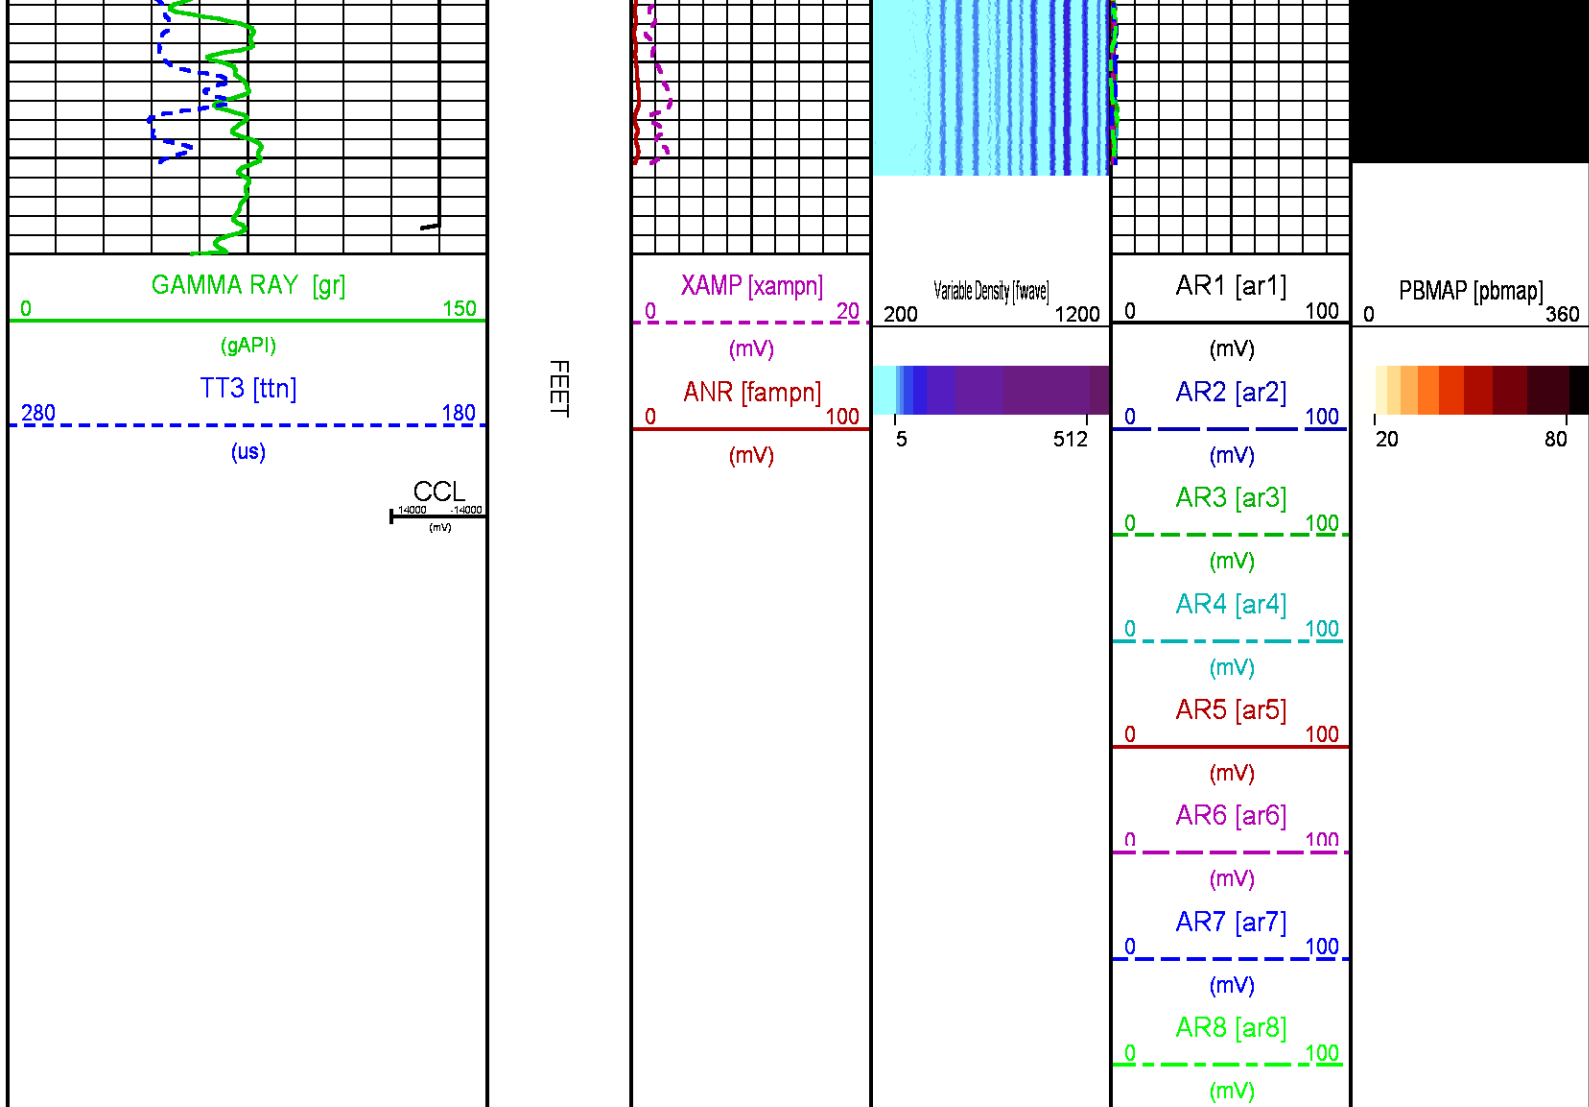 GAMMA RAY [gr]
0 150
(gAPI)
TT3 [ttn]
280 180
(us)
CCL
14000 -14000
(mV)
FEET
XAMP [xampn]
0 20
(mV)
ANR [fampn]
0 100
(mV)
Variable Density [fwave]
200 1200
5 512
AR1 [ar1]
0 100
(mV)
AR2 [ar2]
0 100
(mV)
AR3 [ar3]
0 100
(mV)
AR4 [ar4]
0 100
(mV)
AR5 [ar5]
0 100
(mV)
AR6 [ar6]
0 100
(mV)
AR7 [ar7]
0 100
(mV)
AR8 [ar8]
0 100
(mV)
PBMAP [pbmap]
0 360
20 80